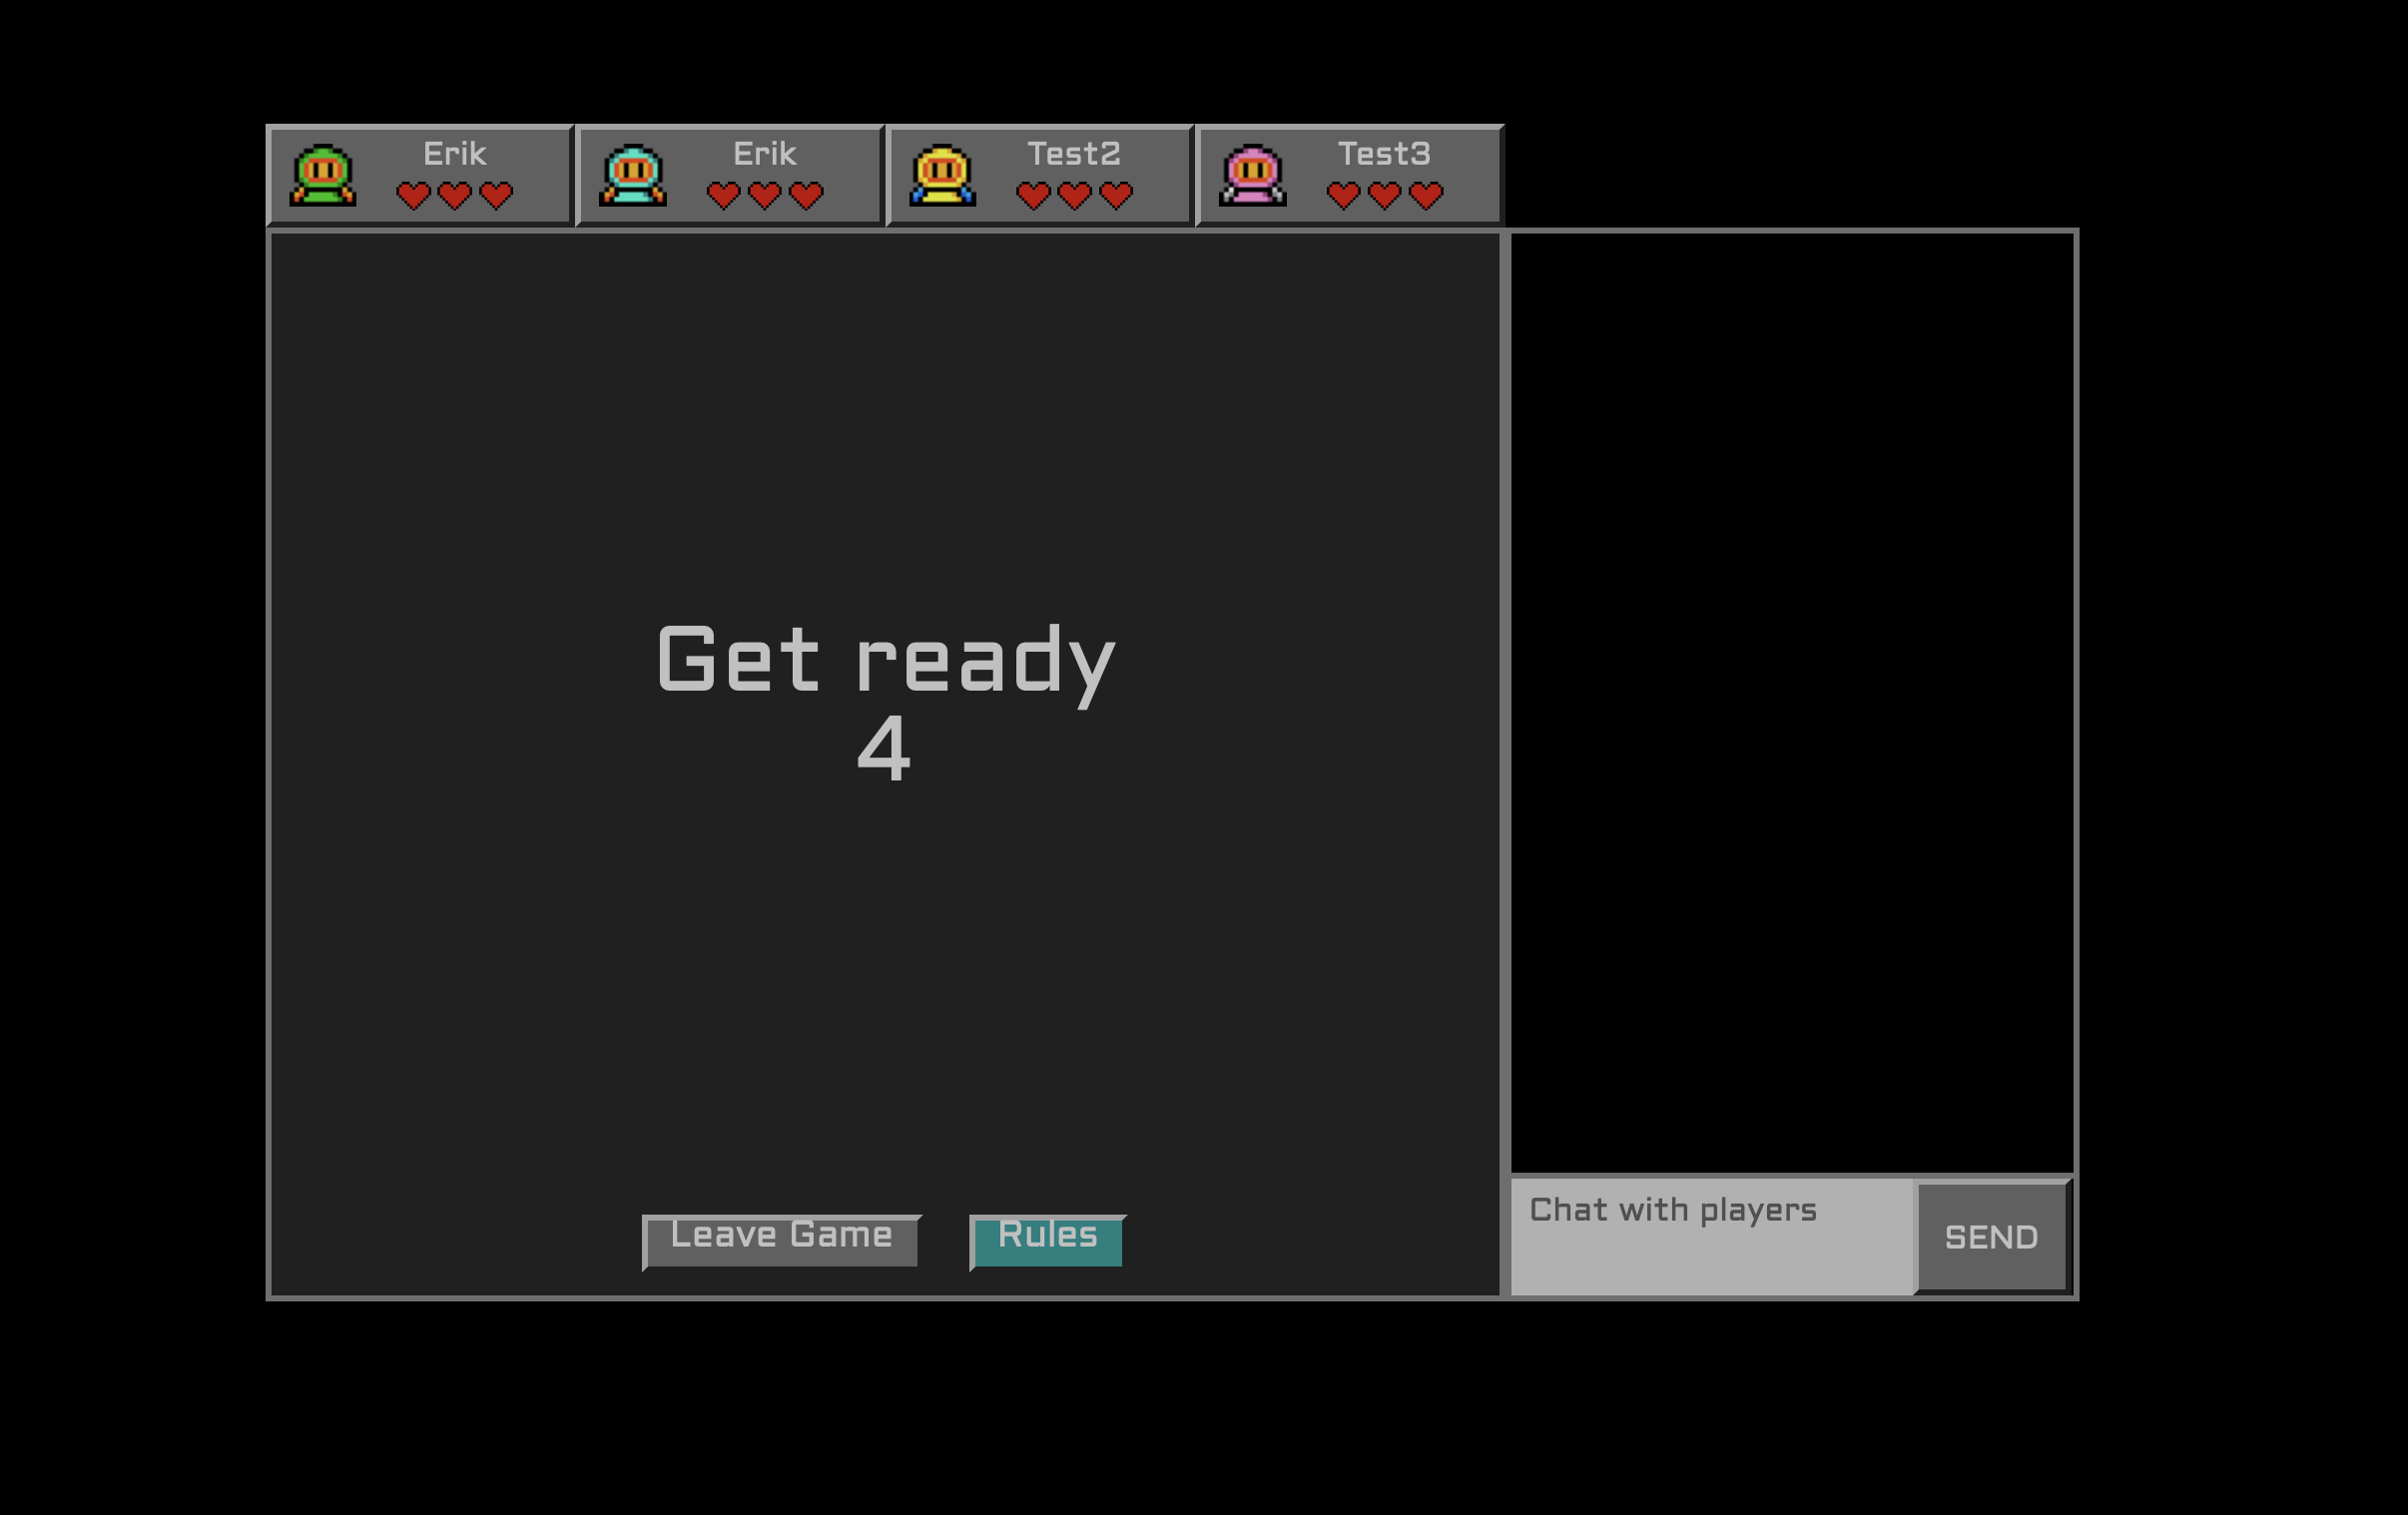 Erik
Erik
Test2
Test3
Get ready
4
Leave Game
Rules
Chat with players
SEND